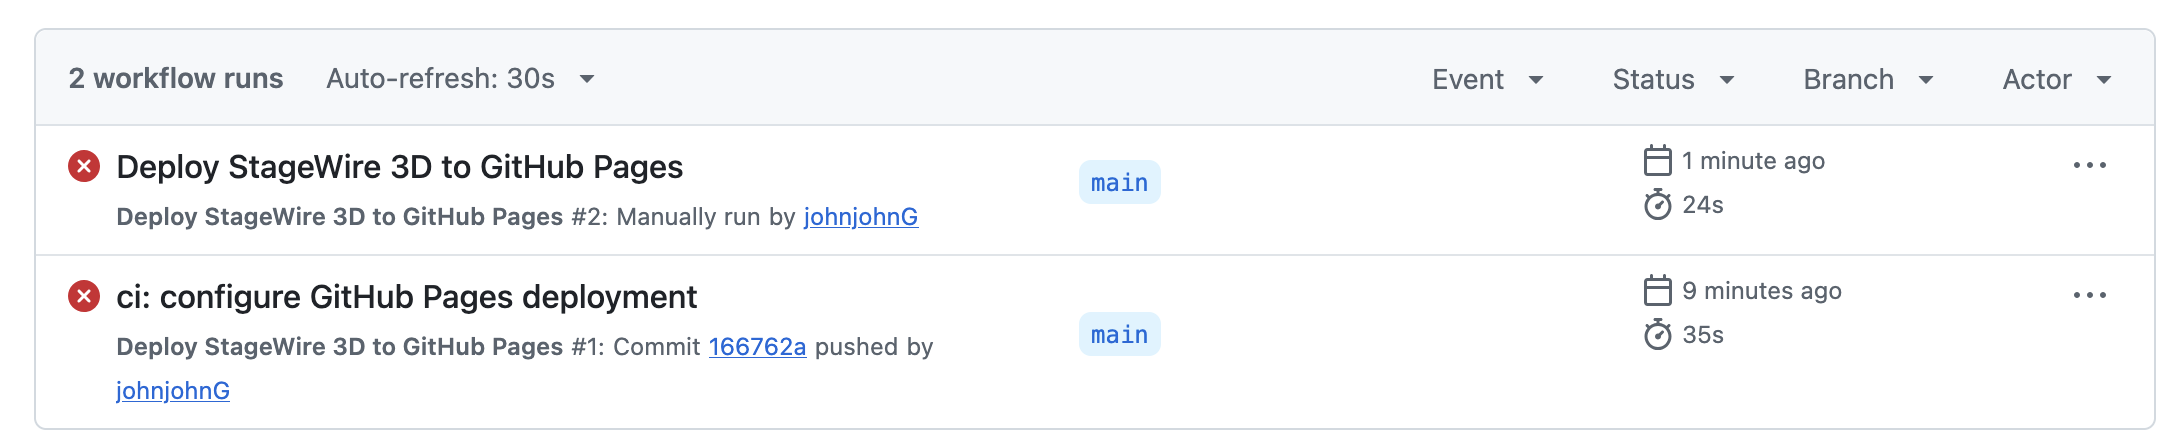 2 workflow runs Auto-refresh: 30s Event Status Branch Actor
Deploy StageWire 3D to GitHub Pages
Deploy StageWire 3D to GitHub Pages #2: Manually run by johnjohnG
main
1 minute ago
24s
ci: configure GitHub Pages deployment
Deploy StageWire 3D to GitHub Pages #1: Commit 166762a pushed by
johnjohnG
main
9 minutes ago
35s